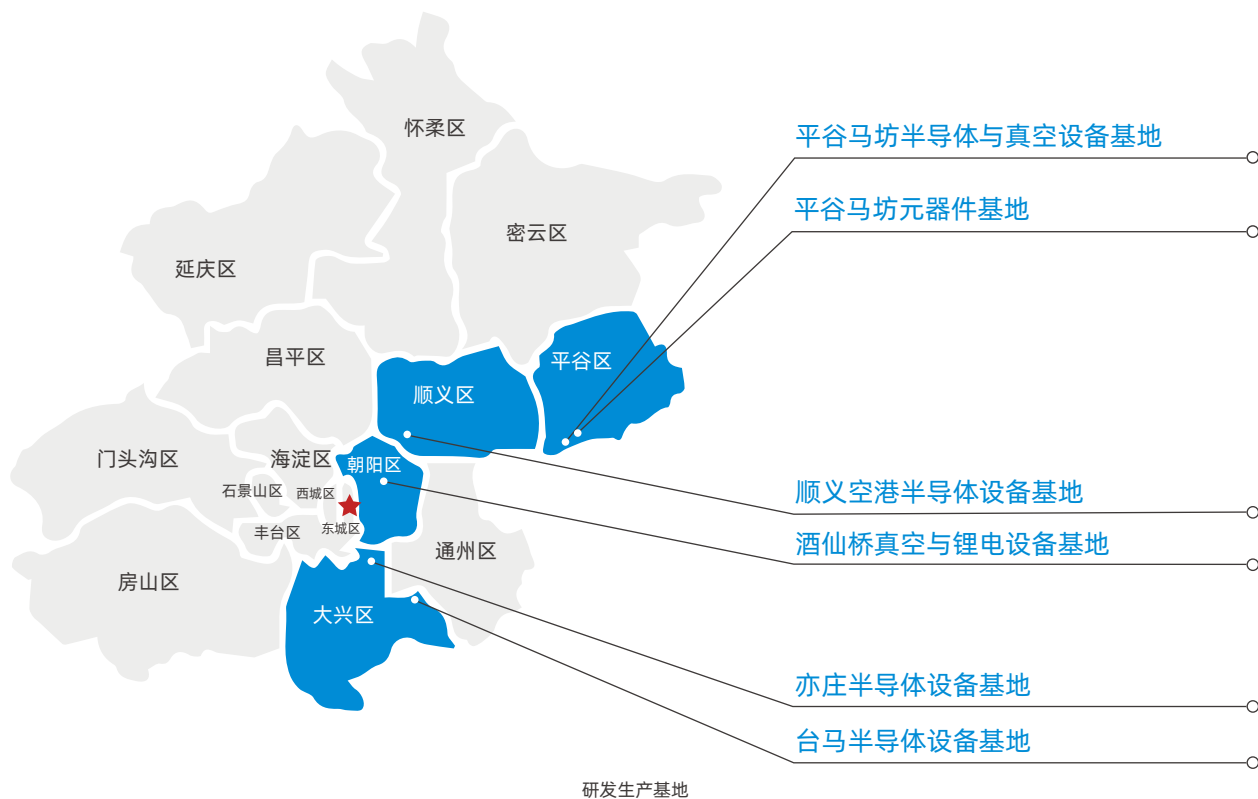 怀柔区
平谷马坊半导体与真空设备基地
平谷马坊元器件基地
密云区
延庆区
昌平区
平谷区
顺义区
门头沟区
海淀区
朝阳区
石景山区
西城区
顺义空港半导体设备基地
丰台区
东城区
酒仙桥真空与锂电设备基地
通州区
房山区
大兴区
亦庄半导体设备基地
台马半导体设备基地
研发生产基地